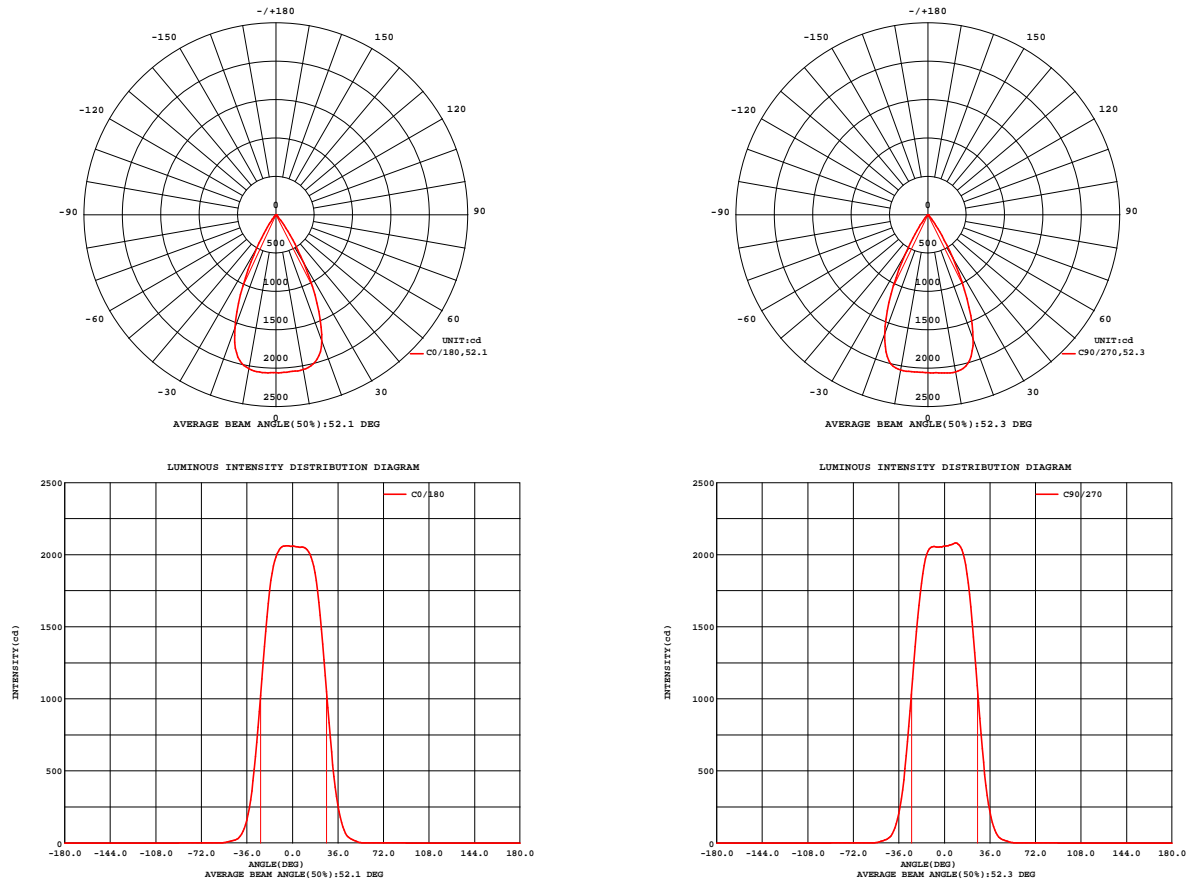 -/+180
-150 150
-120 120
-90 90
-60 60
-30 30
0
0
500
1000
1500
2000
2500
UNIT:cd
C0/180,52.1
AVERAGE BEAM ANGLE(50%):52.1 DEG
-/+180
-150 150
-120 120
-90 90
-60 60
-30 30
0
0
500
1000
1500
2000
2500
UNIT:cd
C90/270,52.3
AVERAGE BEAM ANGLE(50%):52.3 DEG
LUMINOUS INTENSITY DISTRIBUTION DIAGRAM
C0/180
INTENSITY(cd)
2500
2000
1500
1000
500
0
-180.0 -144.0 -108.0 -72.0 -36.0 0.0 36.0 72.0 108.0 144.0 180.0
ANGLE(DEG)
AVERAGE BEAM ANGLE(50%):52.1 DEG
LUMINOUS INTENSITY DISTRIBUTION DIAGRAM
C90/270
INTENSITY(cd)
2500
2000
1500
1000
500
0
-180.0 -144.0 -108.0 -72.0 -36.0 0.0 36.0 72.0 108.0 144.0 180.0
ANGLE(DEG)
AVERAGE BEAM ANGLE(50%):52.3 DEG